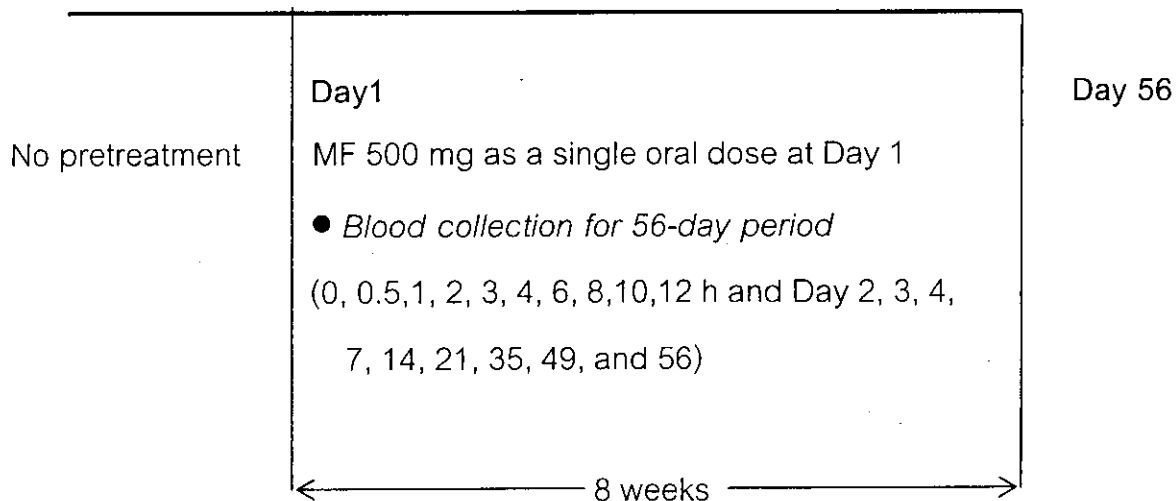 Day1
Day 56
No pretreatment
MF 500 mg as a single oral dose at Day 1
● Blood collection for 56-day period
(0, 0.5,1, 2, 3, 4, 6, 8,10,12 h and Day 2, 3, 4,
7, 14, 21, 35, 49, and 56)
8 weeks